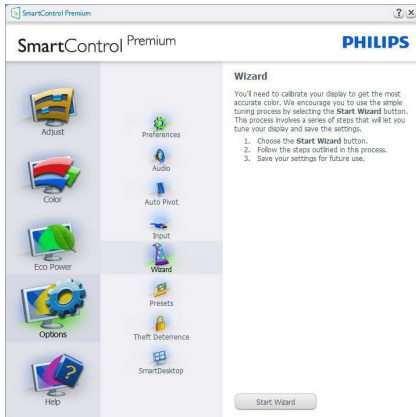 SmartControl Premium
SmartControl Premium
PHILIPS
Adjust
Color
Eco Power
Options
Help
Preferences
Audio
Auto Pivot
Input
Wizard
Presets
Theft Deterrence
SmartDesktop
Wizard
You'll need to calibrate your display to get the most
accurate color. We encourage you to use the simple
tuning process by selecting the Start Wizard button.
This process involves a series of steps that will let you
tune your display and save the settings.
1. Choose the Start Wizard button.
2. Follow the steps outlined in this process.
3. Save your settings for future use.
Start Wizard